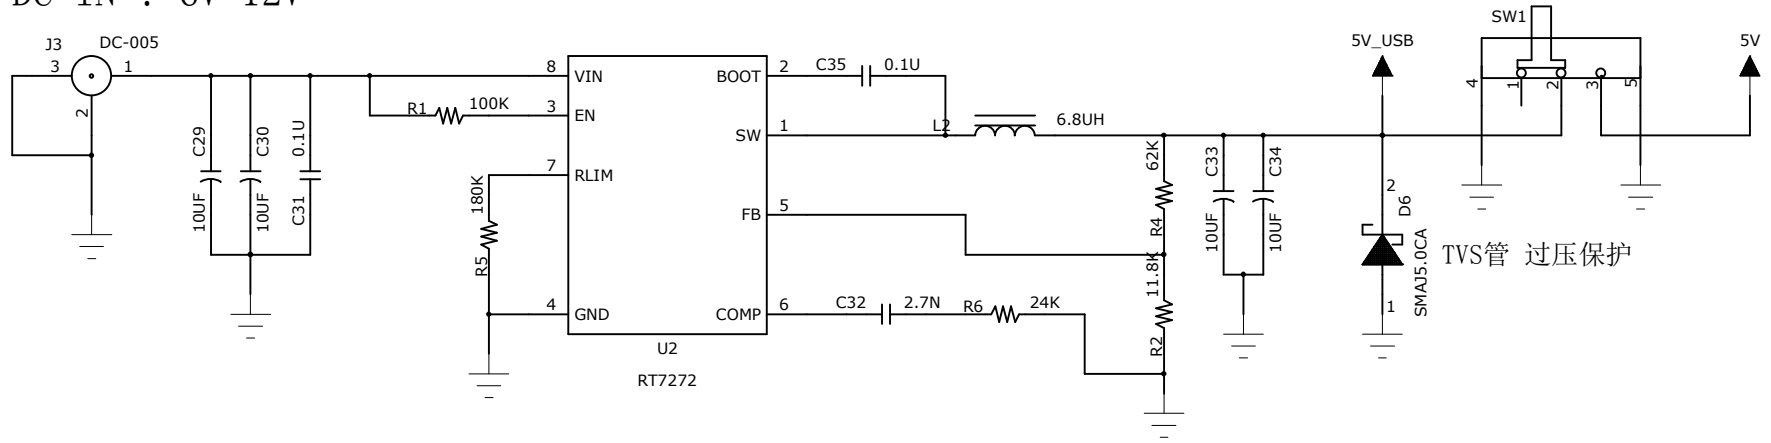 DC IN : 6V-12V
J3
DC-005
3
1
2
C29
10UF
C30
10UF
0.1U
C31
R1
100K
180K
R5
8
VIN
3
EN
7
RLIM
4
GND
BOOT
2
SW
1
FB
5
COMP
6
U2
RT7272
C35
0.1U
L2
6.8UH
C32
2.7N
R6
24K
62K
R4
11.8K
R2
C33
10UF
C34
10UF
5V_USB
2
D6
SMAJ5.0CA
1
TVS管 过压保护
SW1
4
1
2
3
5
5V